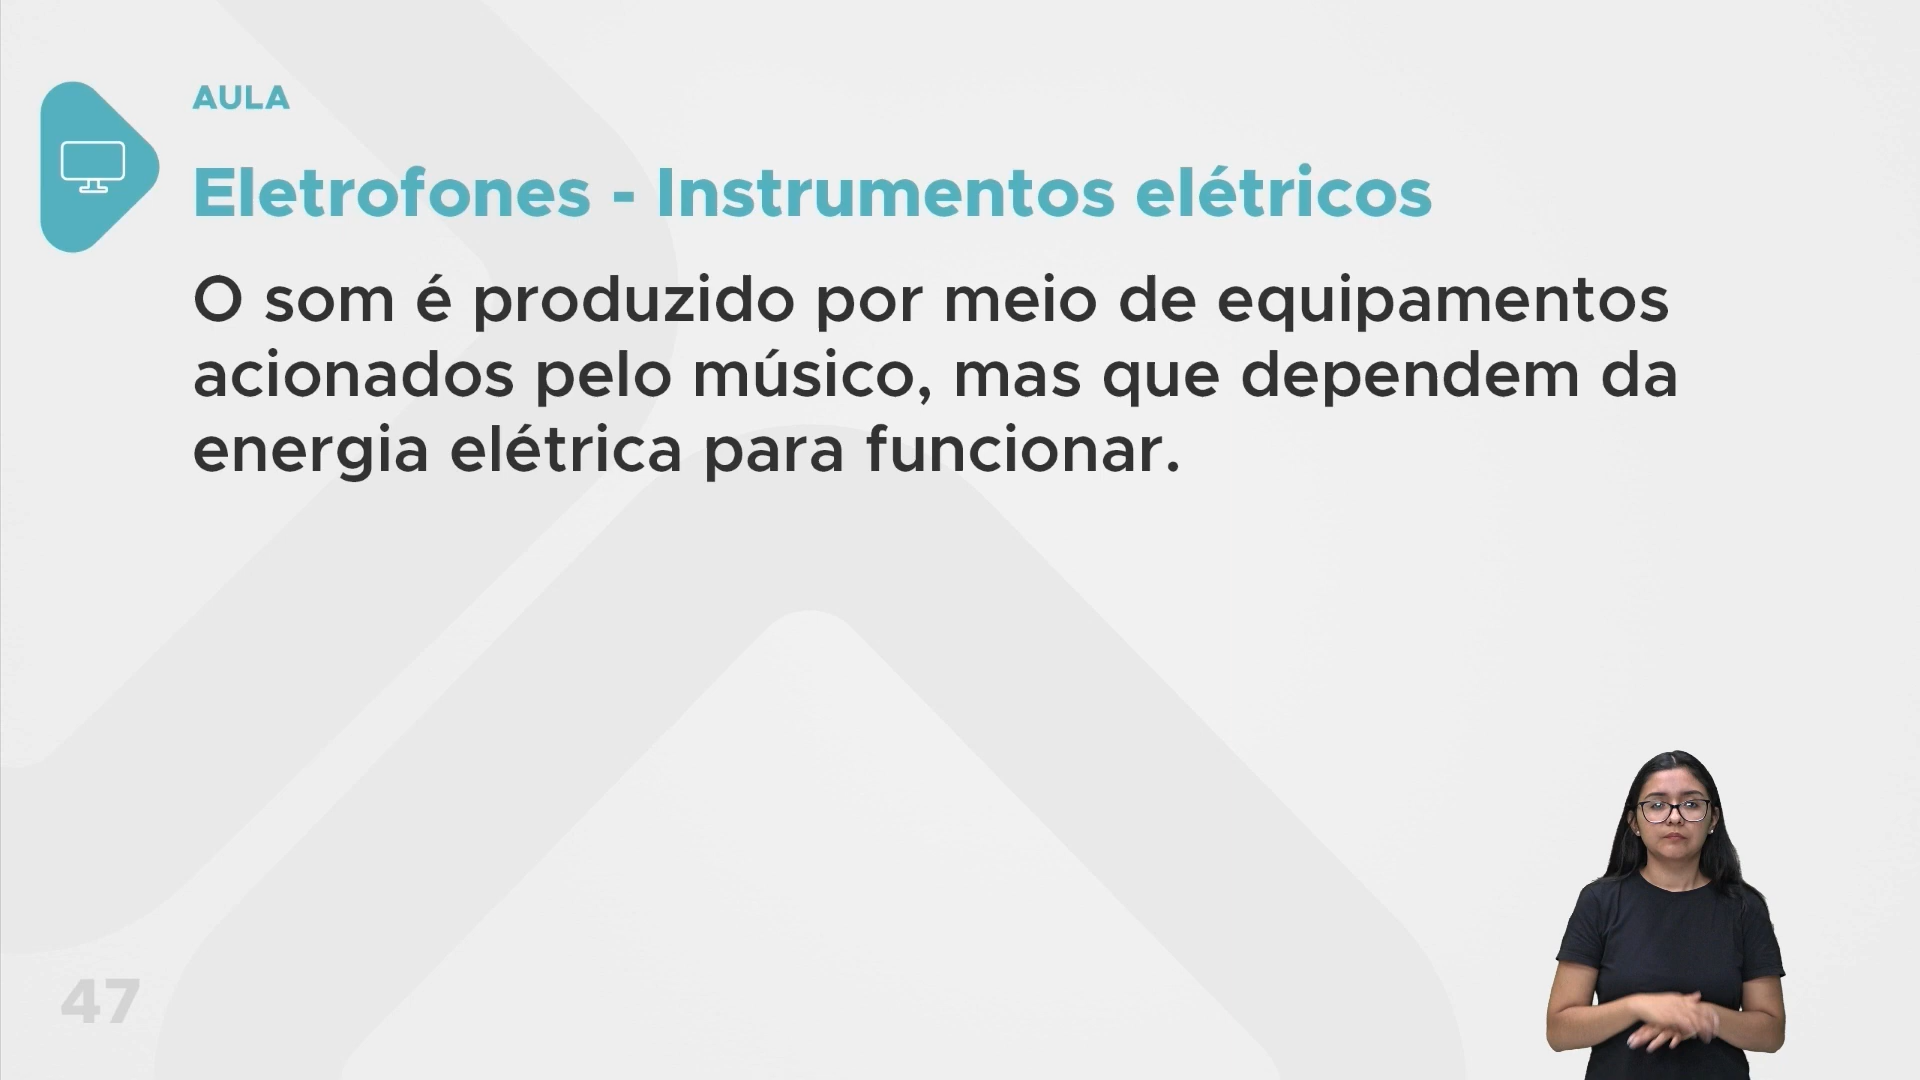 AULA
Eletrofones - Instrumentos elétricos
O som é produzido por meio de equipamentos
acionados pelo músico, mas que dependem da
energia elétrica para funcionar.
47